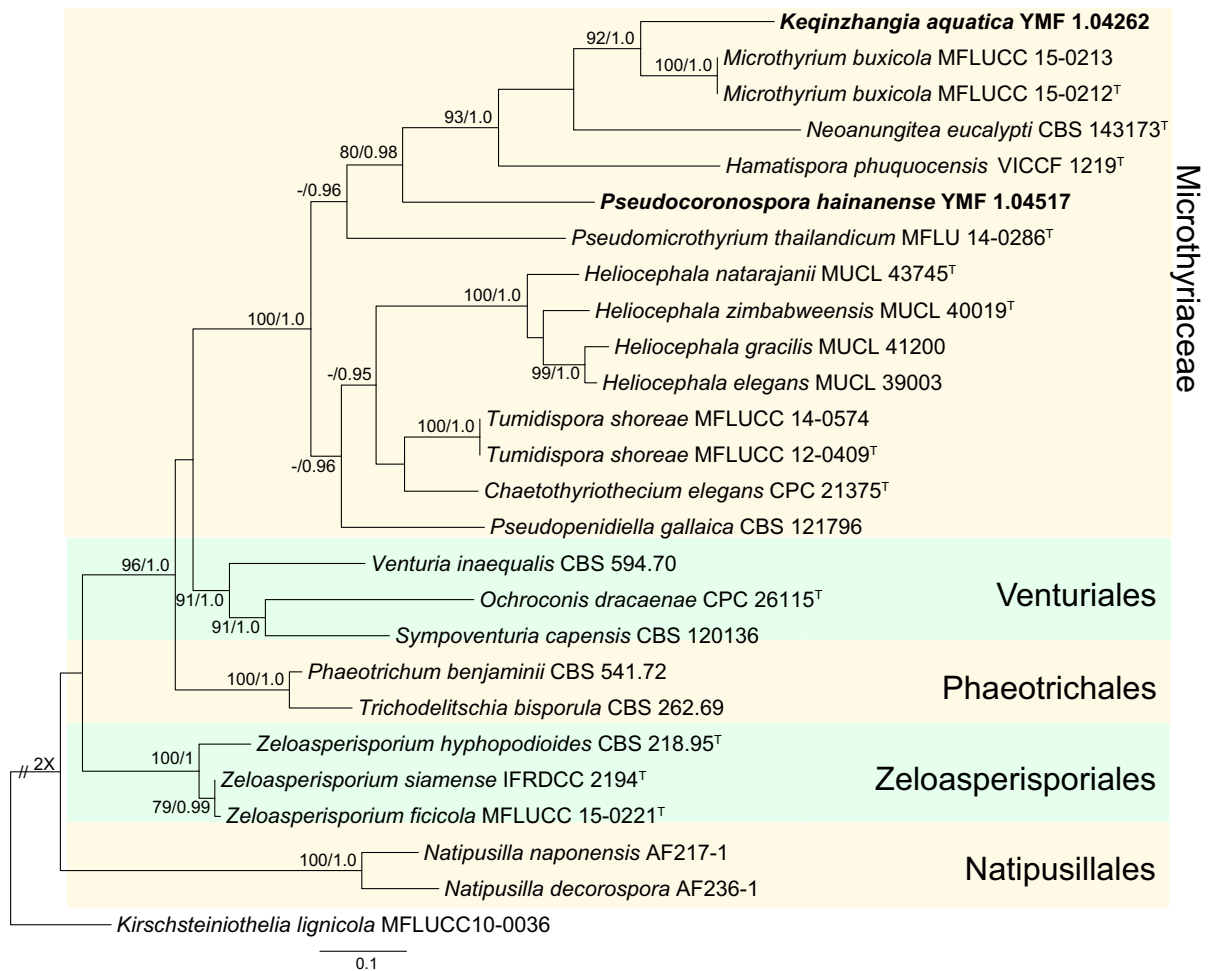 Keqinzhangia aquatica YMF 1.04262
92/1.0
Microthyrium buxicola MFLUCC 15-0213
100/1.0
Microthyrium buxicola MFLUCC 15-0212ᵀ
93/1.0
Neoanungitea eucalypti CBS 143173ᵀ
80/0.98
Hamatispora phuquocensis VICCF 1219ᵀ
-/0.96
Pseudocoronospora hainanense YMF 1.04517
Pseudomicrothyrium thailandicum MFLU 14-0286ᵀ
Microthyriaceae
Heliocephala natarajanii MUCL 43745ᵀ
100/1.0
Heliocephala zimbabweensis MUCL 40019ᵀ
100/1.0
Heliocephala gracilis MUCL 41200
99/1.0
-/0.95
Heliocephala elegans MUCL 39003
Tumidispora shoreae MFLUCC 14-0574
100/1.0
Tumidispora shoreae MFLUCC 12-0409ᵀ
-/0.96
Chaetothyriothecium elegans CPC 21375ᵀ
Pseudopenidiella gallaica CBS 121796
96/1.0
Venturia inaequalis CBS 594.70
91/1.0
Ochroconis dracaenae CPC 26115ᵀ
Venturiales
91/1.0
Sympoventuria capensis CBS 120136
Phaeotrichum benjaminii CBS 541.72
100/1.0
Phaeotrichales
Trichodelitschia bisporula CBS 262.69
Zeloasperisporium hyphopodioides CBS 218.95ᵀ
100/1
2X
Zeloasperisporium siamense IFRDCC 2194ᵀ
Zeloasperisporiales
79/0.99
Zeloasperisporium ficicola MFLUCC 15-0221ᵀ
Natipusilla naponensis AF217-1
100/1.0
Natipusillales
Natipusilla decorospora AF236-1
Kirschsteiniothelia lignicola MFLUCC10-0036
0.1